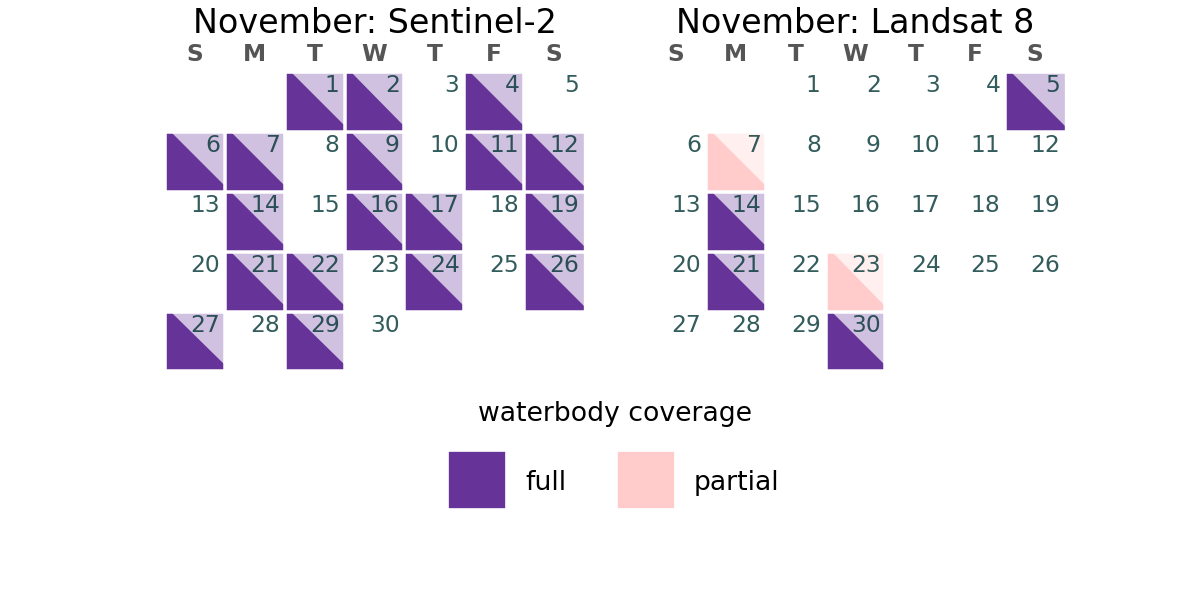 November: Sentinel-2
S M T W T F S
1 2 3 4 5
6 7 8 9 10 11 12
13 14 15 16 17 18 19
20 21 22 23 24 25 26
27 28 29 30
November: Landsat 8
S M T W T F S
1 2 3 4 5
6 7 8 9 10 11 12
13 14 15 16 17 18 19
20 21 22 23 24 25 26
27 28 29 30
waterbody coverage
full partial